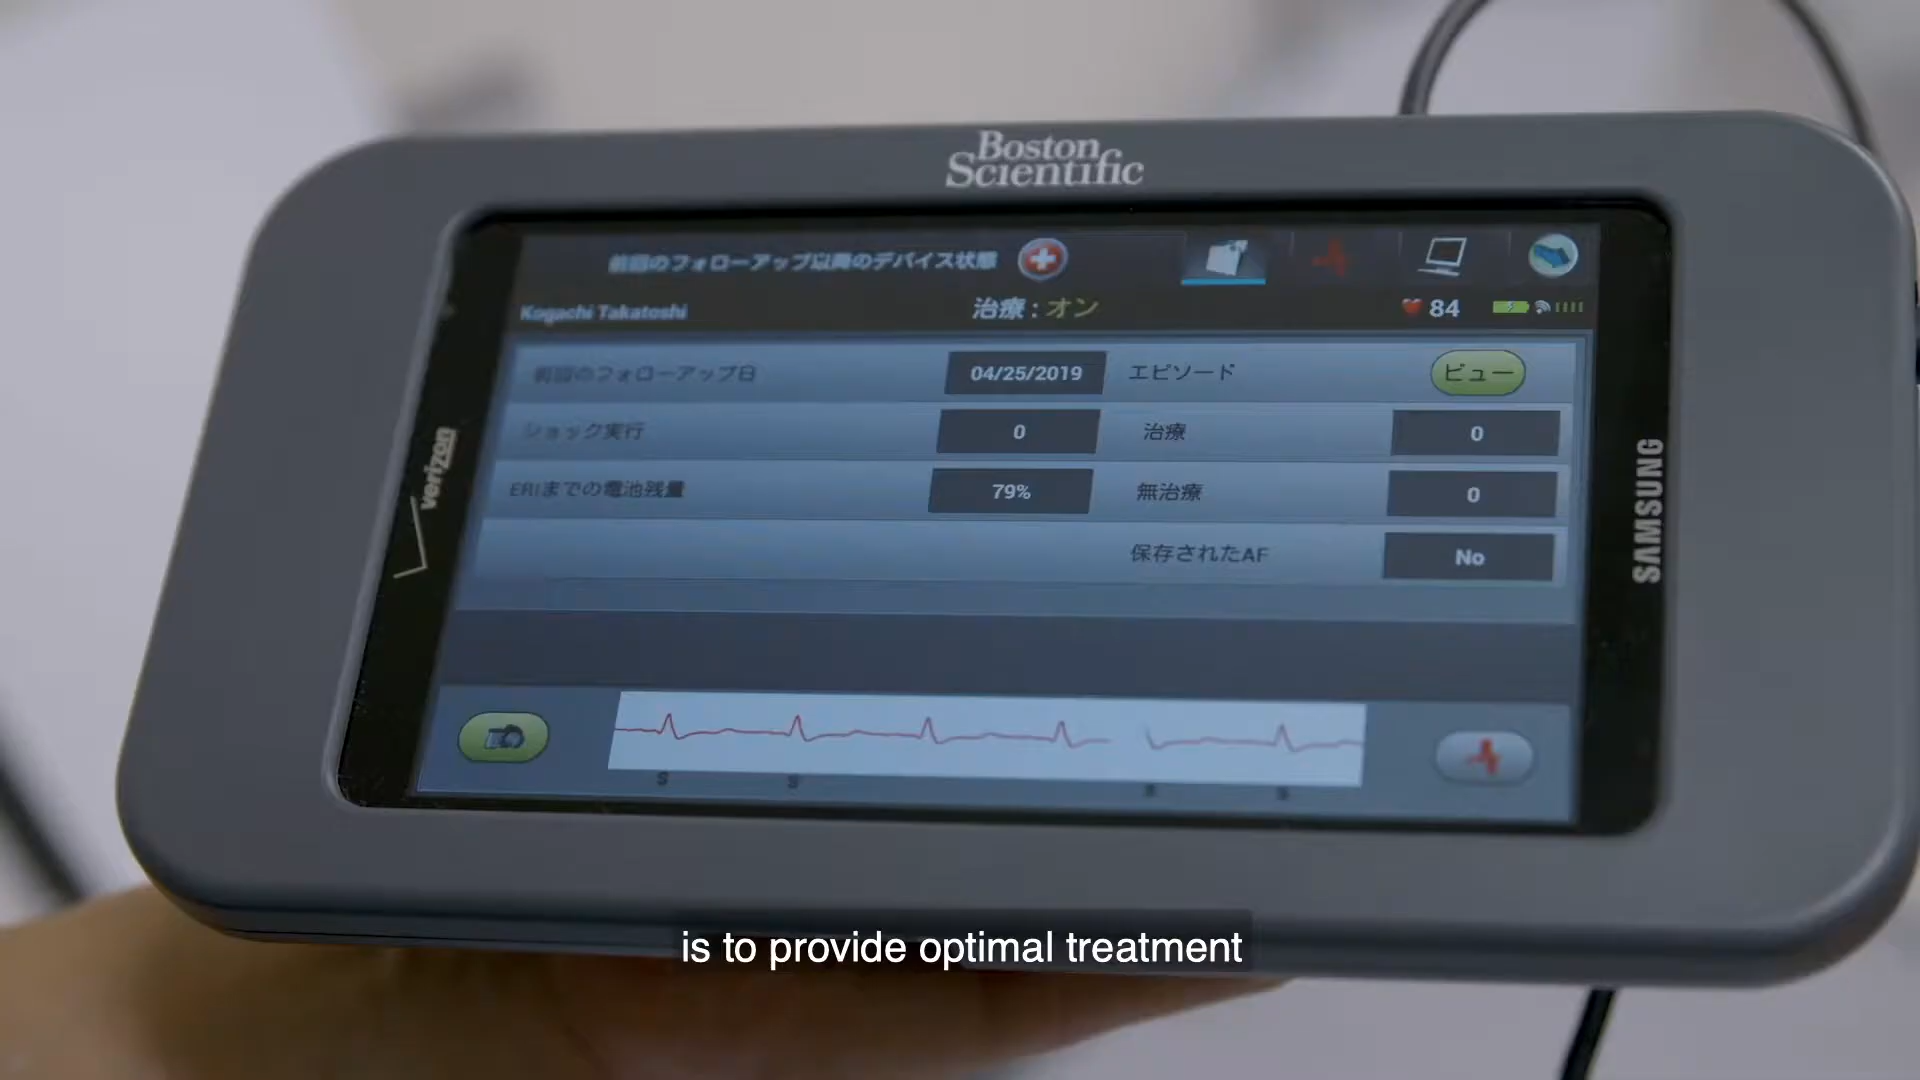 Boston
Scientific
前回のフォローアップ以降のデバイス状態
Kogachi Takatoshi
治療 : オン
84
前回のフォローアップ日
04/25/2019
エピソード
ビュー
ショック実行
0
治療
0
ERIまでの電池残量
79%
無治療
0
保存されたAF
No
S
S
S
S
verizon
SAMSUNG
is to provide optimal treatment